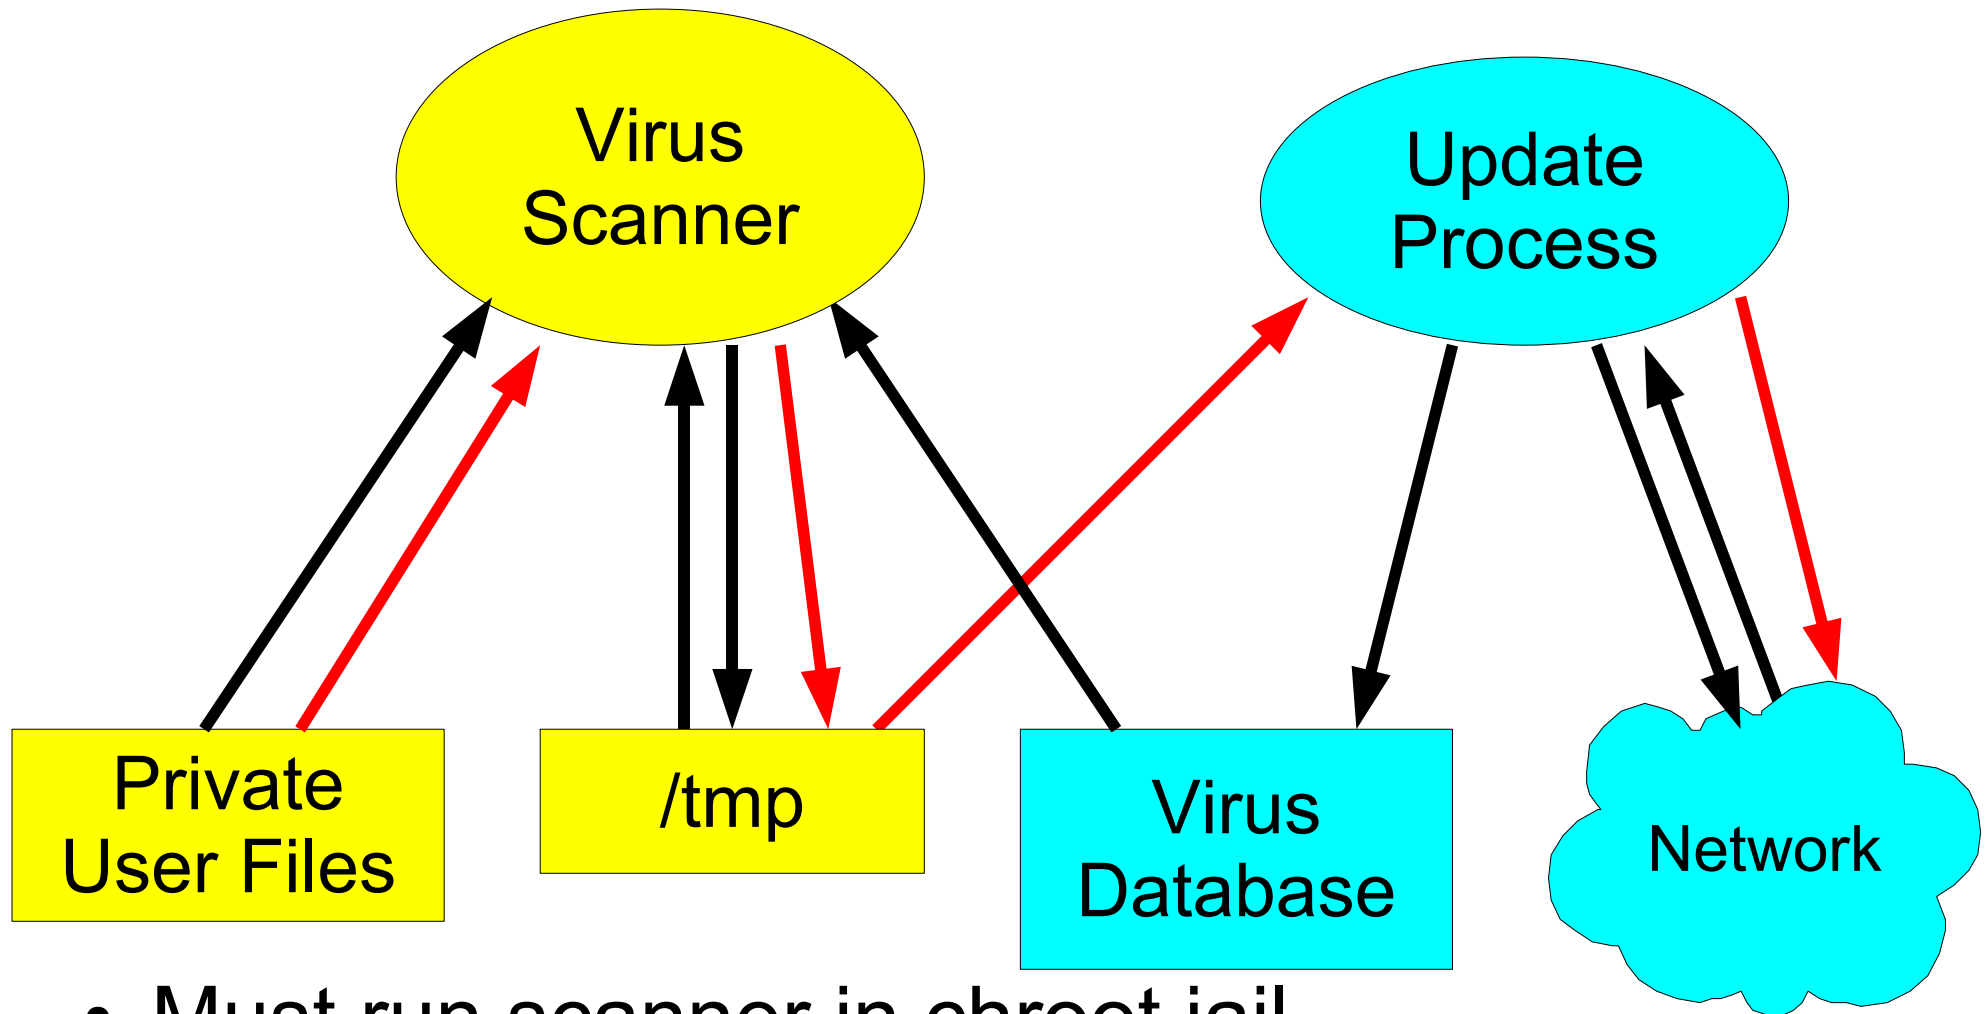 Virus
Scanner
Update
Process
Private
User Files
/tmp
Virus
Database
Network
• Must run scanner in chroot jail